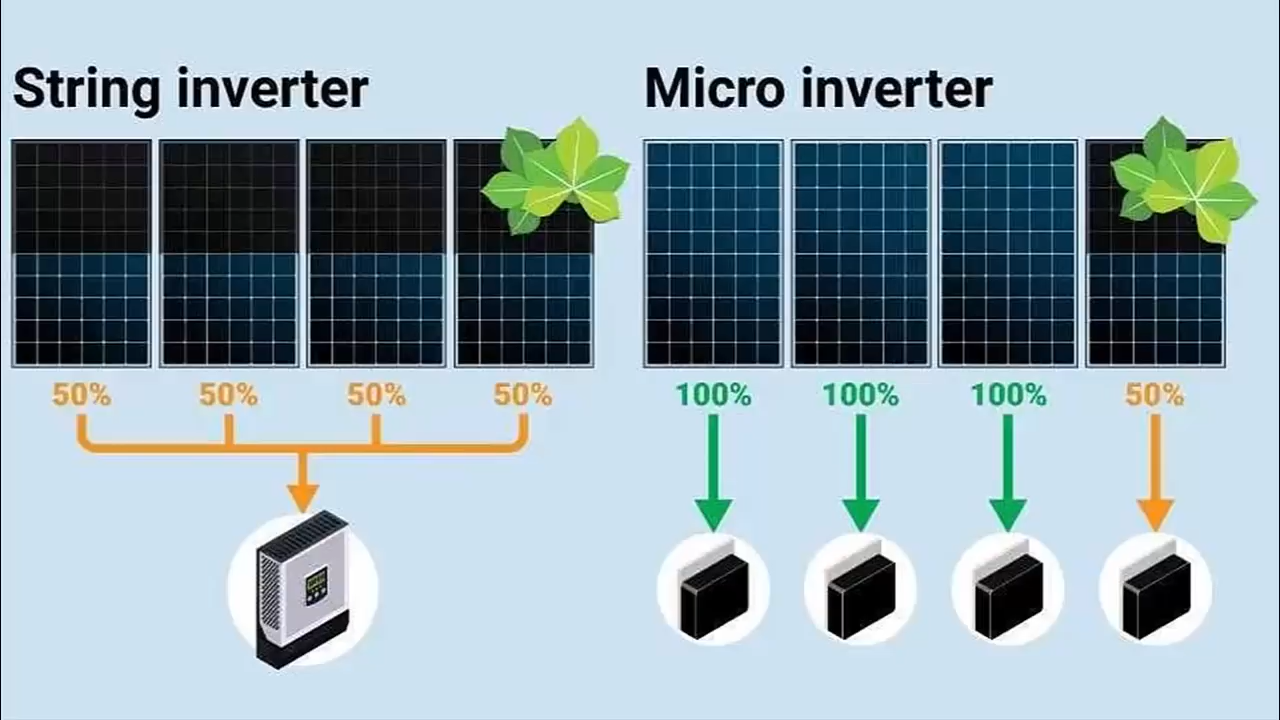 String inverter
Micro inverter
50% 50% 50% 50%
100% 100% 100% 50%